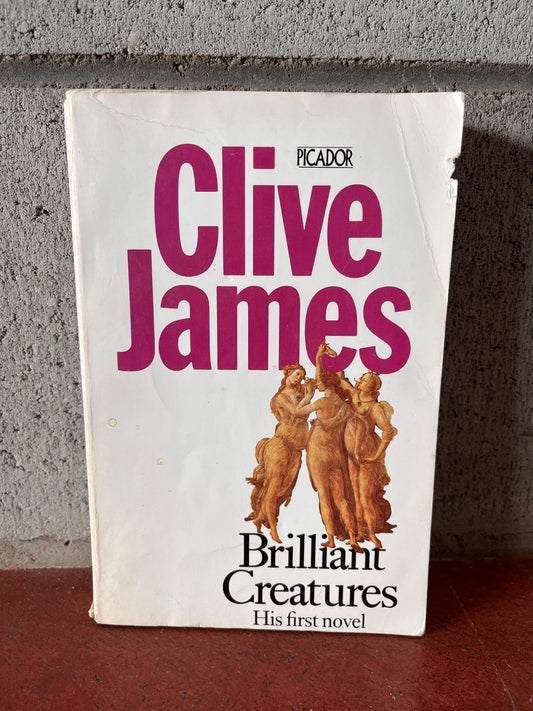 PICADOR
Clive
James
Brilliant
Creatures
His first novel